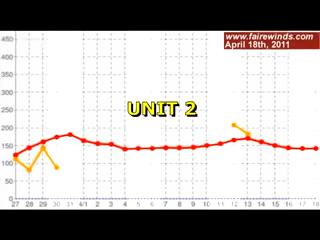 www.fairewinds.com
April 18th, 2011
450
400
350
300
250
200
150
100
50
0
UNIT 2
27 28 29 30 31 4/1 2 3 4 5 6 7 8 9 10 11 12 13 14 15 16 17 18